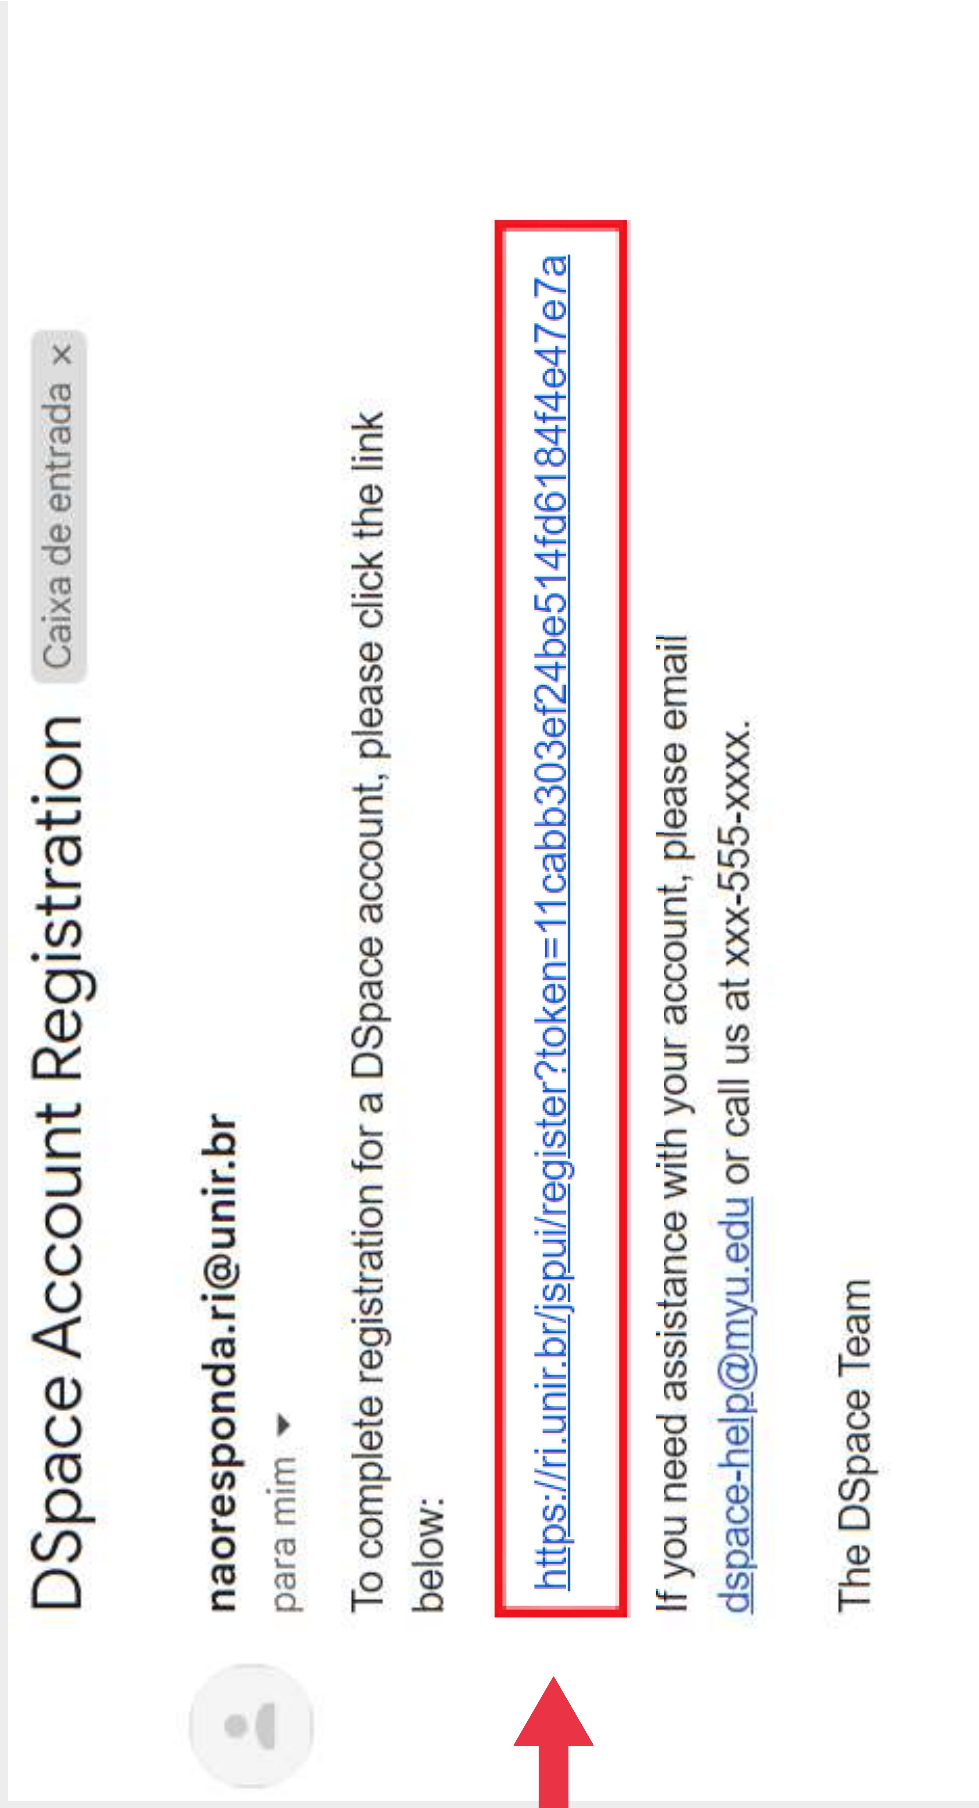 DSpace Account Registration Caixa de entrada ×
naoresponda.ri@unir.br
para mim
To complete registration for a DSpace account, please click the link
below:
https://ri.unir.br/jspui/register?token=11cabb303ef24be514fd6184f4e47e7a
If you need assistance with your account, please email
dspace-help@myu.edu or call us at xxx-555-xxxx.
The DSpace Team